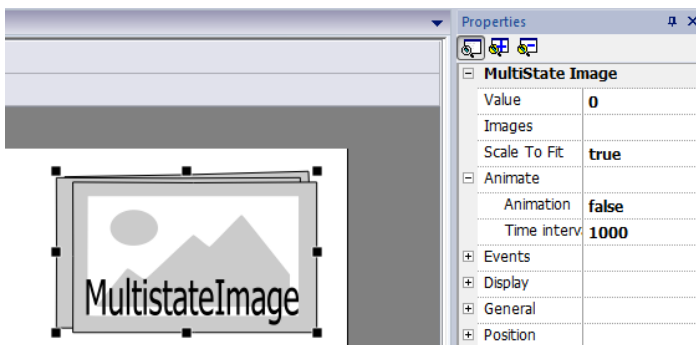 Properties
MultiState Image
Value 0
Images
Scale To Fit true
Animate
Animation false
Time interv 1000
Events
Display
General
Position
MultistateImage